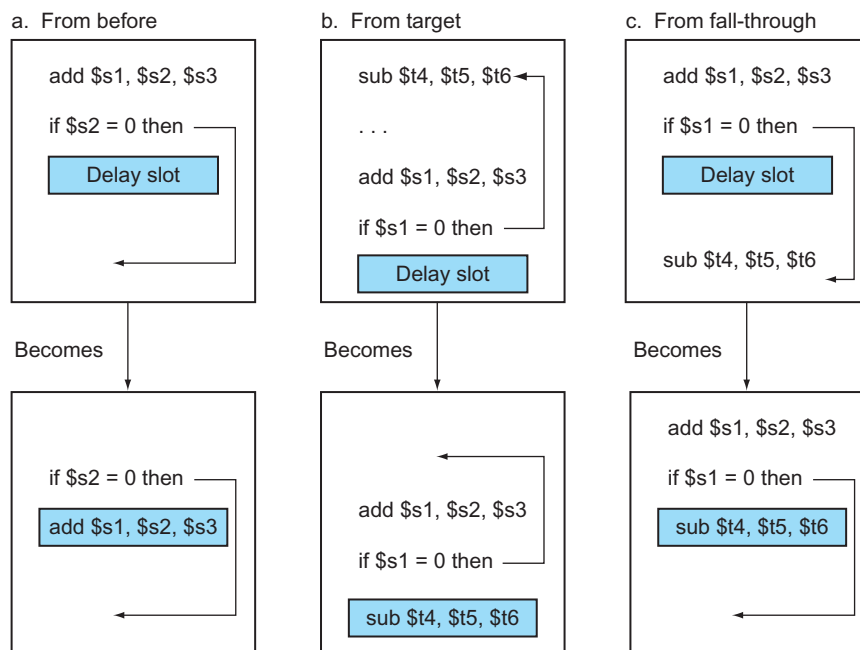 a. From before
add $s1, $s2, $s3
if $s2 = 0 then
Delay slot
Becomes
if $s2 = 0 then
add $s1, $s2, $s3
b. From target
sub $t4, $t5, $t6
. . .
add $s1, $s2, $s3
if $s1 = 0 then
Delay slot
Becomes
add $s1, $s2, $s3
if $s1 = 0 then
sub $t4, $t5, $t6
c. From fall-through
add $s1, $s2, $s3
if $s1 = 0 then
Delay slot
sub $t4, $t5, $t6
Becomes
add $s1, $s2, $s3
if $s1 = 0 then
sub $t4, $t5, $t6